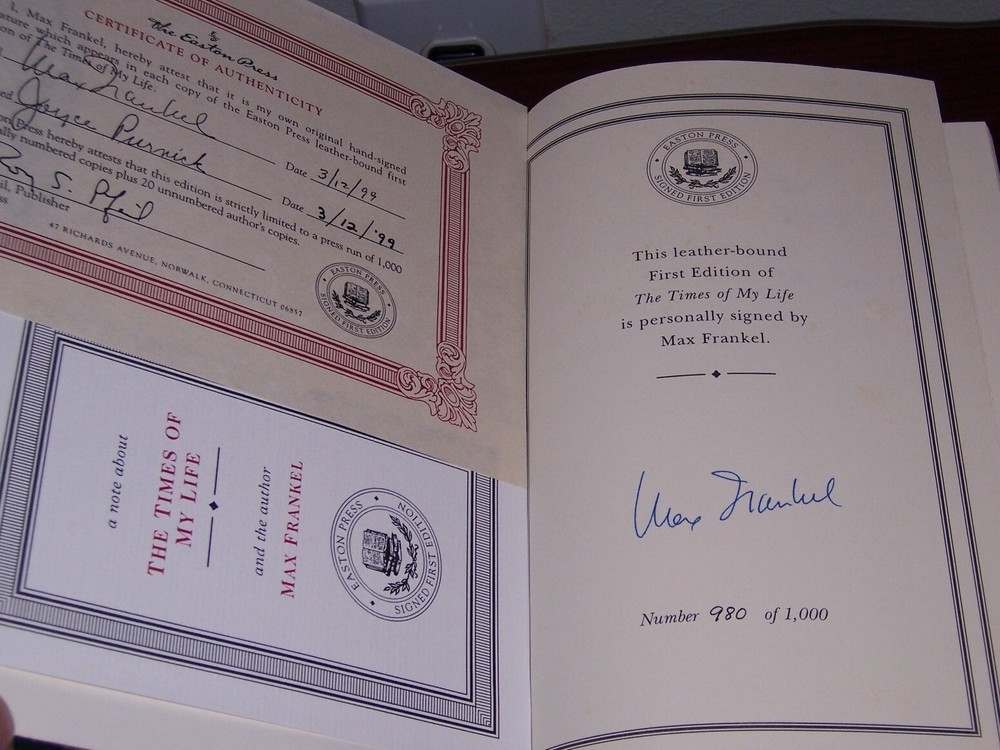 the Easton Press
CERTIFICATE OF AUTHENTICITY
I, Max Frankel, hereby attest that it is my own original hand-signed
ature which appears in each copy of the Easton Press leather-bound first
on of The Times of My Life.
Max Frankel
Date 3/12/99
Joyce Purnick
Date 3/12/'99
on Press hereby attests that this edition is strictly limited to a press run of 1,000
ally numbered copies plus 20 unnumbered author's copies.
Roy S. Pfeil
il, Publisher
47 RICHARDS AVENUE, NORWALK, CONNECTICUT 06857
EASTON PRESS
SIGNED FIRST EDITION
a note about
THE TIMES OF
MY LIFE
and the author
MAX FRANKEL
EASTON PRESS
SIGNED FIRST EDITION
EASTON PRESS
SIGNED FIRST EDITION
This leather-bound
First Edition of
The Times of My Life
is personally signed by
Max Frankel.
Max Frankel
Number 980 of 1,000